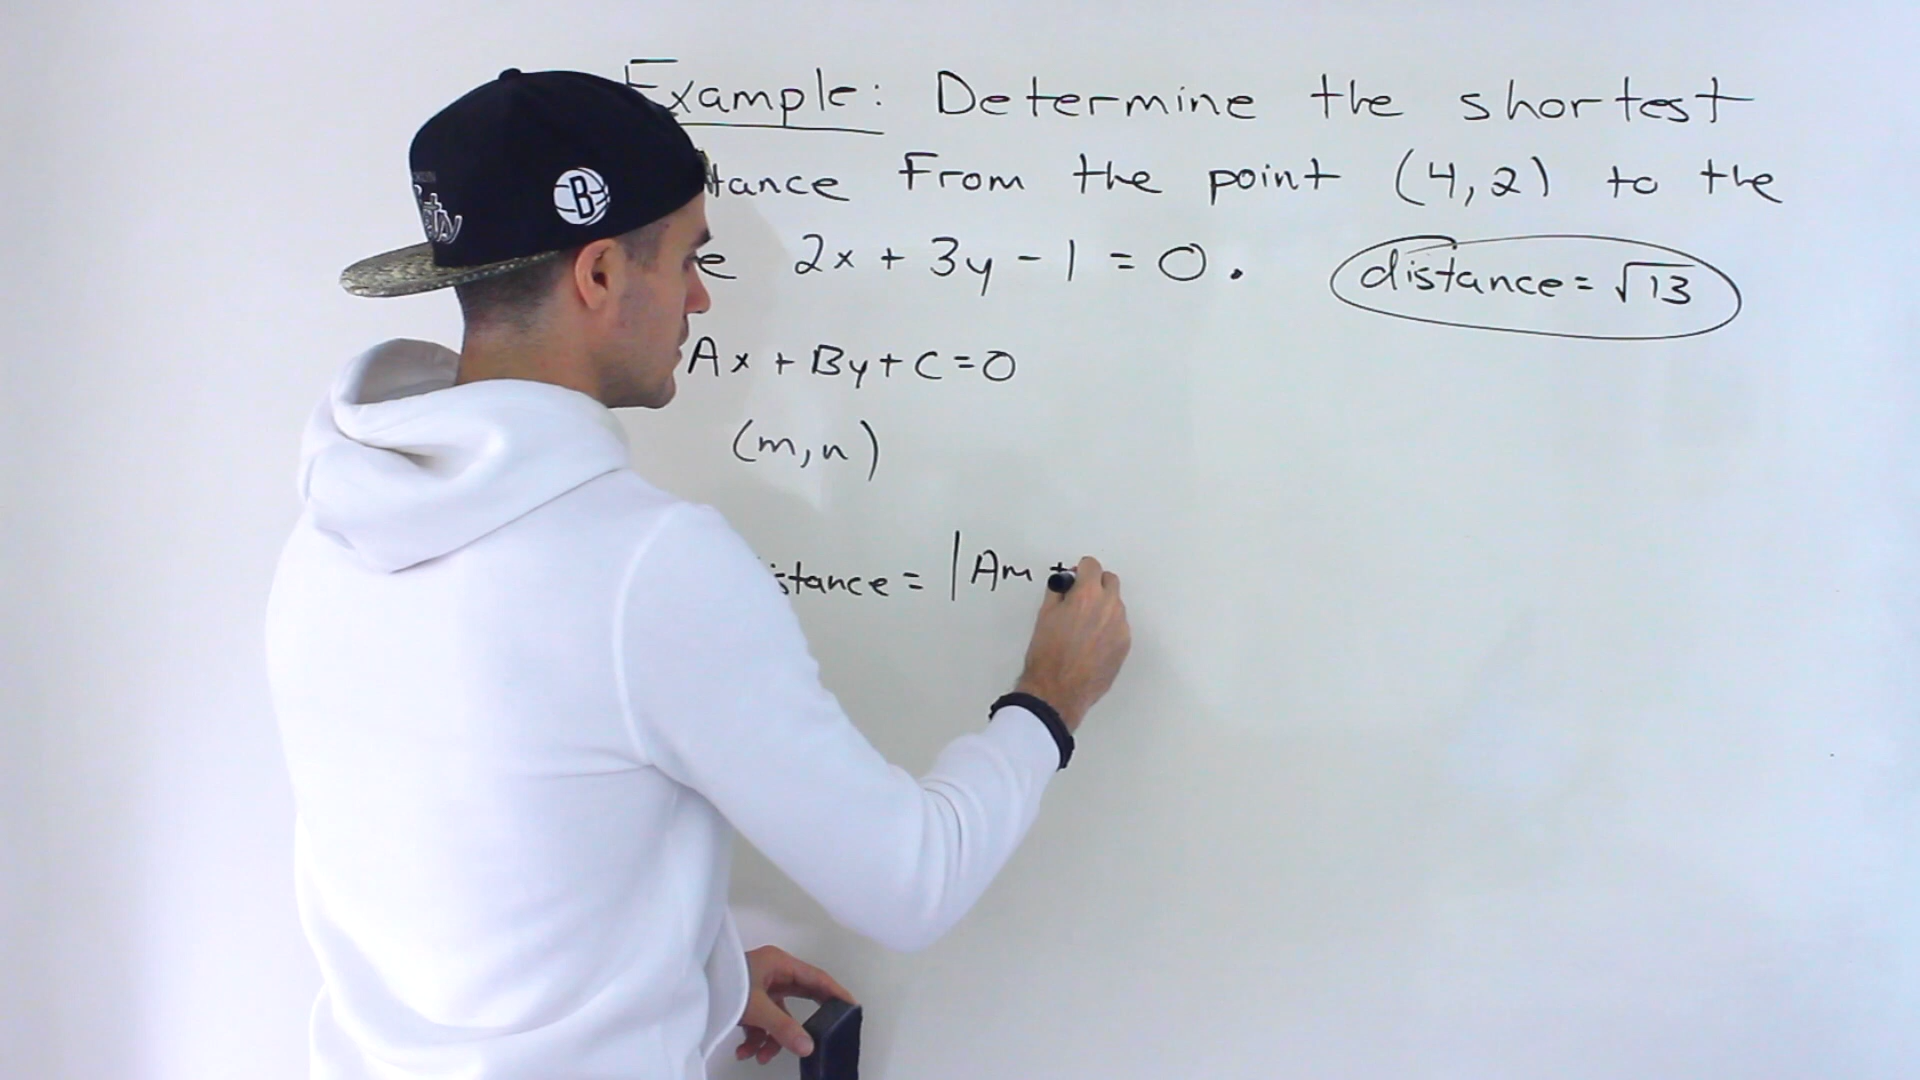 Example: Determine the shortest
tance from the point (4,2) to the
e 2x + 3y - 1 = 0. distance = √13
Ax + By + C = 0
(m,n)
istance = |Am +
B